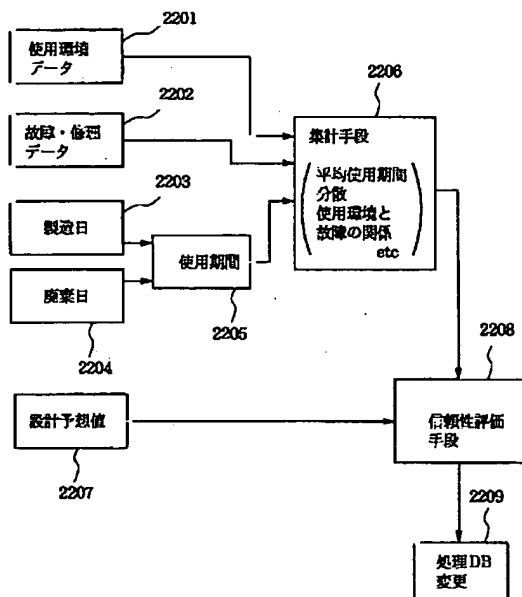 2201
使用環境
データ
2202
故障・修理
データ
2203
製造日
2204
廃棄日
使用期間
2205
2206
集計手段
平均使用期間
分散
使用環境と
故障の関係
etc
設計予想値
2207
2208
信頼性評価
手段
2209
処理DB
変更